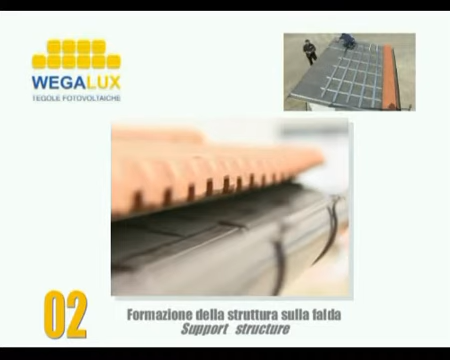 WEGALUX
TEGOLE FOTOVOLTAICHE
02
Formazione della struttura sulla falda
Support structure